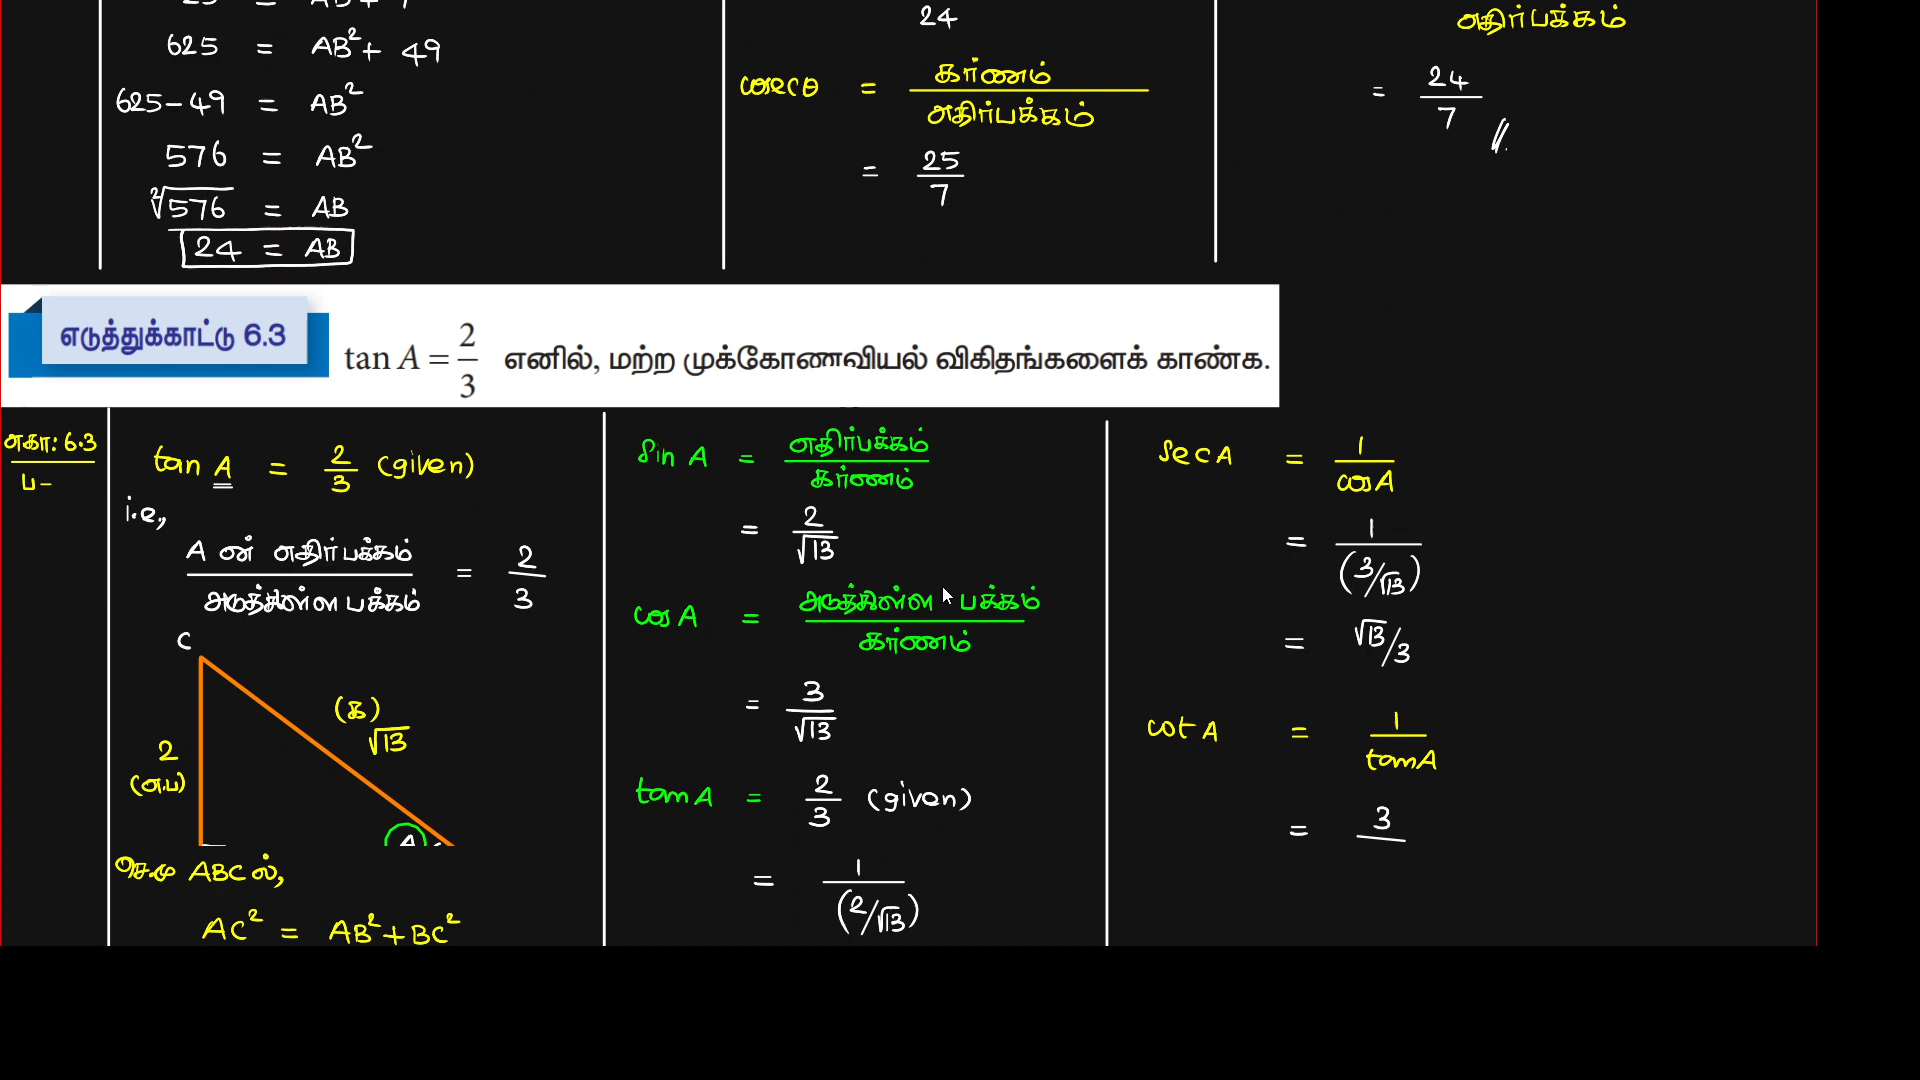 625 = AB² + 49
625 – 49 = AB²
576 = AB²
²√576 = AB
24 = AB
24
cosec θ = கர்ணம் / எதிர்பக்கம்
= 25/7
எதிர்பக்கம்
= 24/7 //.
எடுத்துக்காட்டு 6.3
tan A = 2/3 எனில், மற்ற முக்கோணவியல் விகிதங்களைக் காண்க.
எகா: 6.3
tan A = 2/3 (given)
i.e.,
A ன் எதிர்பக்கம் / அடுத்துள்ள பக்கம் = 2/3
C
(க)
√13
2
(எ.ப)
A
செ.மு ABC ல்,
AC² = AB² + BC²
sin A = எதிர்பக்கம் / கர்ணம்
= 2/√13
cos A = அடுத்துள்ள பக்கம் / கர்ணம்
= 3/√13
tan A = 2/3 (given)
= 1/(2/√13)
sec A = 1/cos A
= 1/(3/√13)
= √13/3
cot A = 1/tan A
= 3